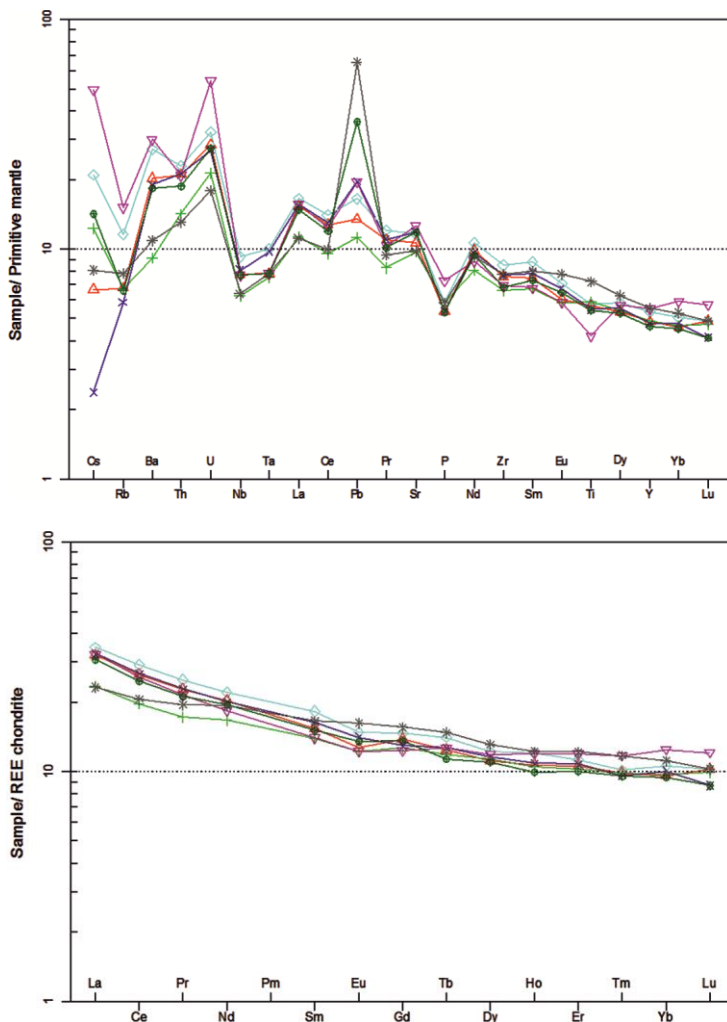 100
Sample/ Primitive mantle
10
1
Cs Ba U Ta Ce Pr P Zr Eu Dy Yb
Rb Th Nb La Pb Sr Nd Sm Ti Y Lu
100
Sample/ REE chondrite
10
1
La Pr Pm Eu Tb Ho Tm Lu
Ce Nd Sm Gd Dy Er Yb